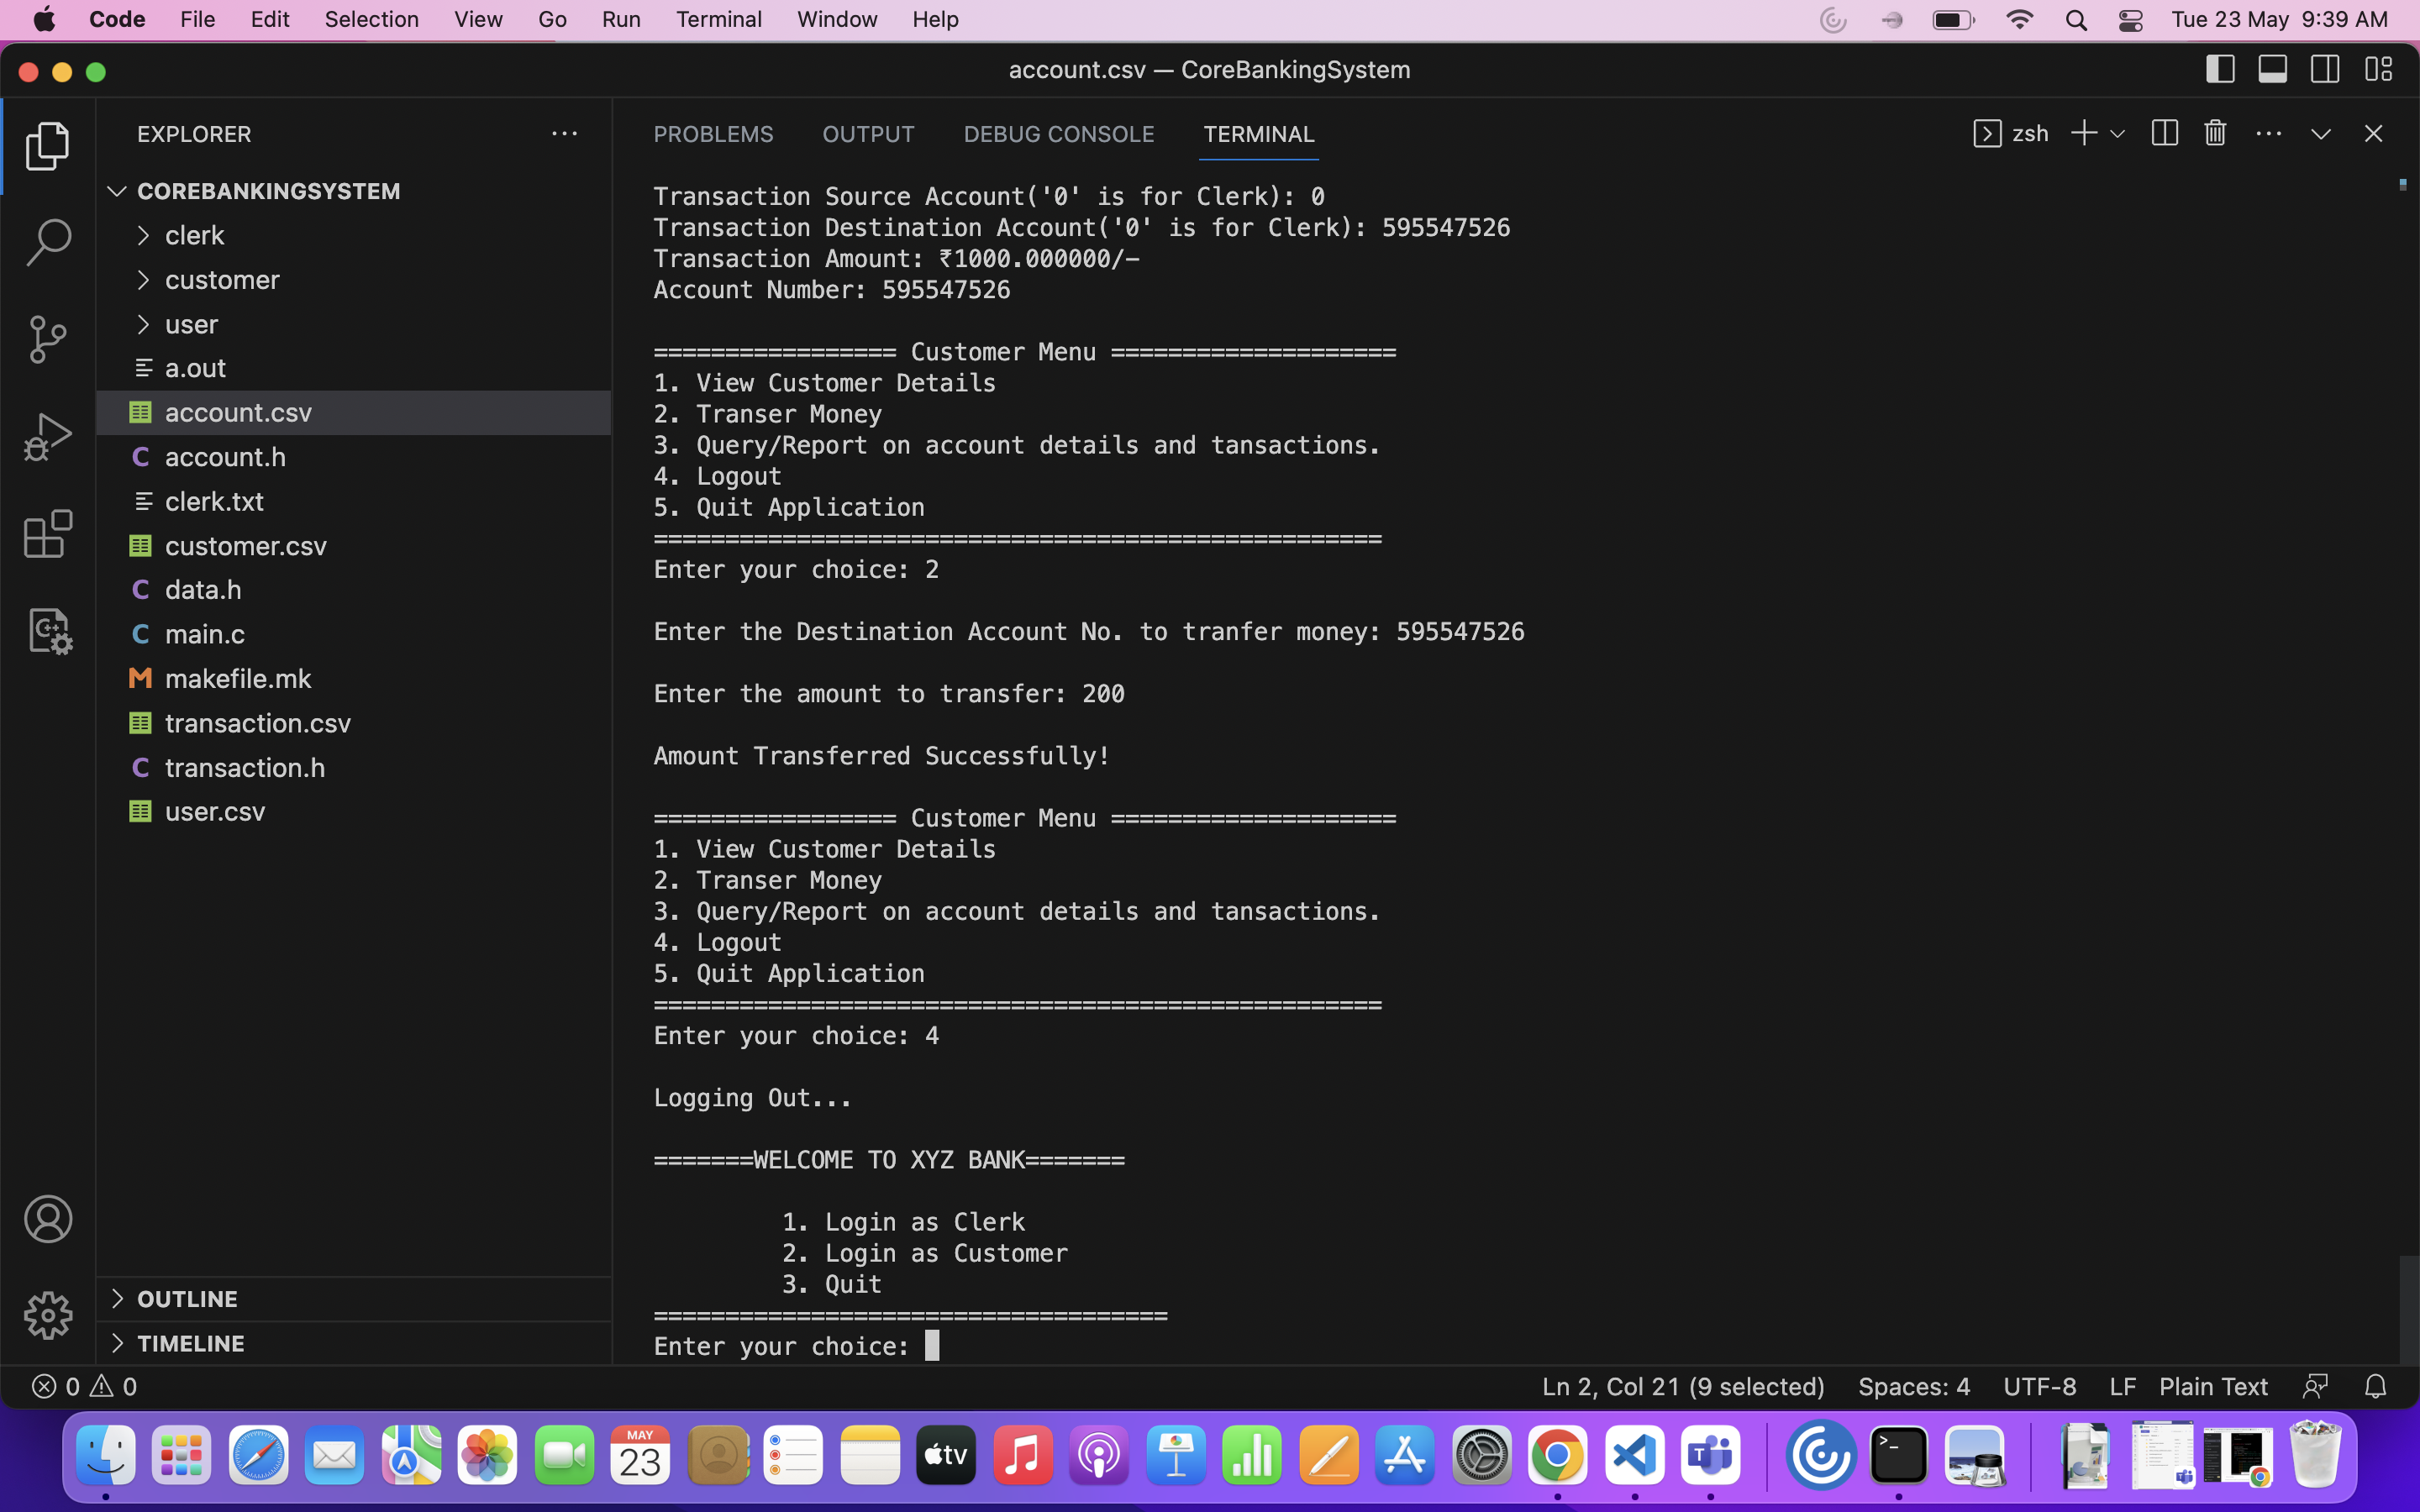 Code File Edit Selection View Go Run Terminal Window Help Tue 23 May 9:39 AM
account.csv — CoreBankingSystem
EXPLORER
COREBANKINGSYSTEM
clerk
customer
user
a.out
account.csv
account.h
clerk.txt
customer.csv
data.h
main.c
makefile.mk
transaction.csv
transaction.h
user.csv
OUTLINE
TIMELINE
PROBLEMS OUTPUT DEBUG CONSOLE TERMINAL zsh
Transaction Source Account('0' is for Clerk): 0
Transaction Destination Account('0' is for Clerk): 595547526
Transaction Amount: ₹1000.000000/-
Account Number: 595547526
================= Customer Menu ====================
1. View Customer Details
2. Transer Money
3. Query/Report on account details and tansactions.
4. Logout
5. Quit Application
===================================================
Enter your choice: 2
Enter the Destination Account No. to tranfer money: 595547526
Enter the amount to transfer: 200
Amount Transferred Successfully!
================= Customer Menu ====================
1. View Customer Details
2. Transer Money
3. Query/Report on account details and tansactions.
4. Logout
5. Quit Application
===================================================
Enter your choice: 4
Logging Out...
=======WELCOME TO XYZ BANK=======
1. Login as Clerk
2. Login as Customer
3. Quit
====================================
Enter your choice:
0 0 Ln 2, Col 21 (9 selected) Spaces: 4 UTF-8 LF Plain Text
MAY
23
tv